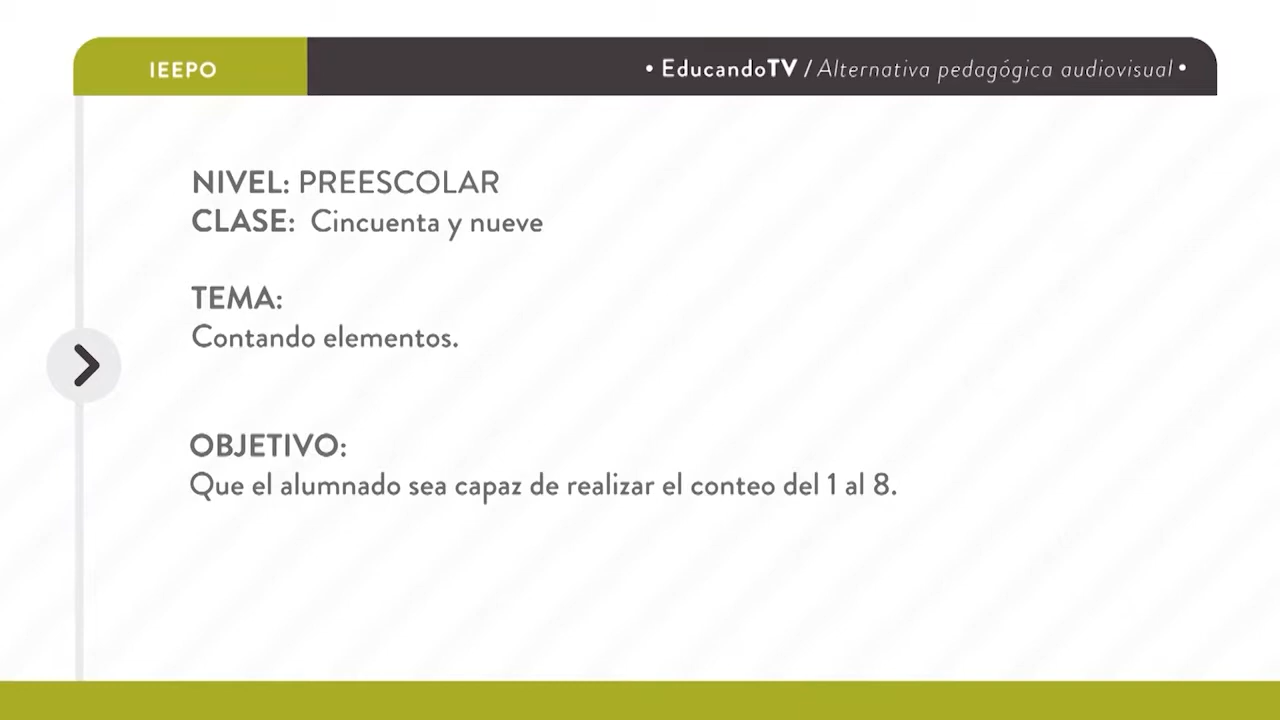 IEEPO
• EducandoTV / Alternativa pedagógica audiovisual •
NIVEL: PREESCOLAR
CLASE: Cincuenta y nueve
TEMA:
Contando elementos.
OBJETIVO:
Que el alumnado sea capaz de realizar el conteo del 1 al 8.